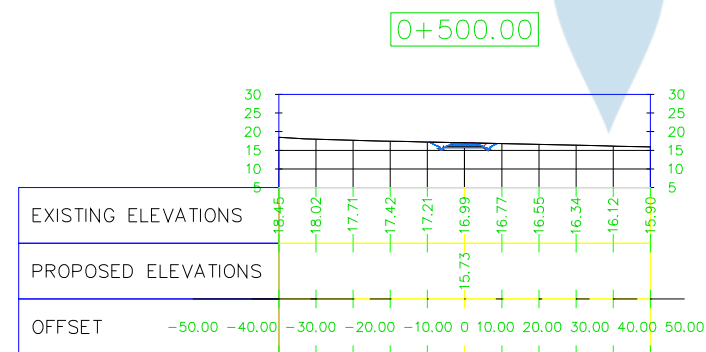 0+500.00
30 30
25 25
20 20
15 15
10 10
5 5
EXISTING ELEVATIONS 18.45 18.02 17.71 17.42 17.21 16.99 16.77 16.55 16.34 16.12 15.90
PROPOSED ELEVATIONS 15.73
OFFSET -50.00 -40.00 -30.00 -20.00 -10.00 0 10.00 20.00 30.00 40.00 50.00